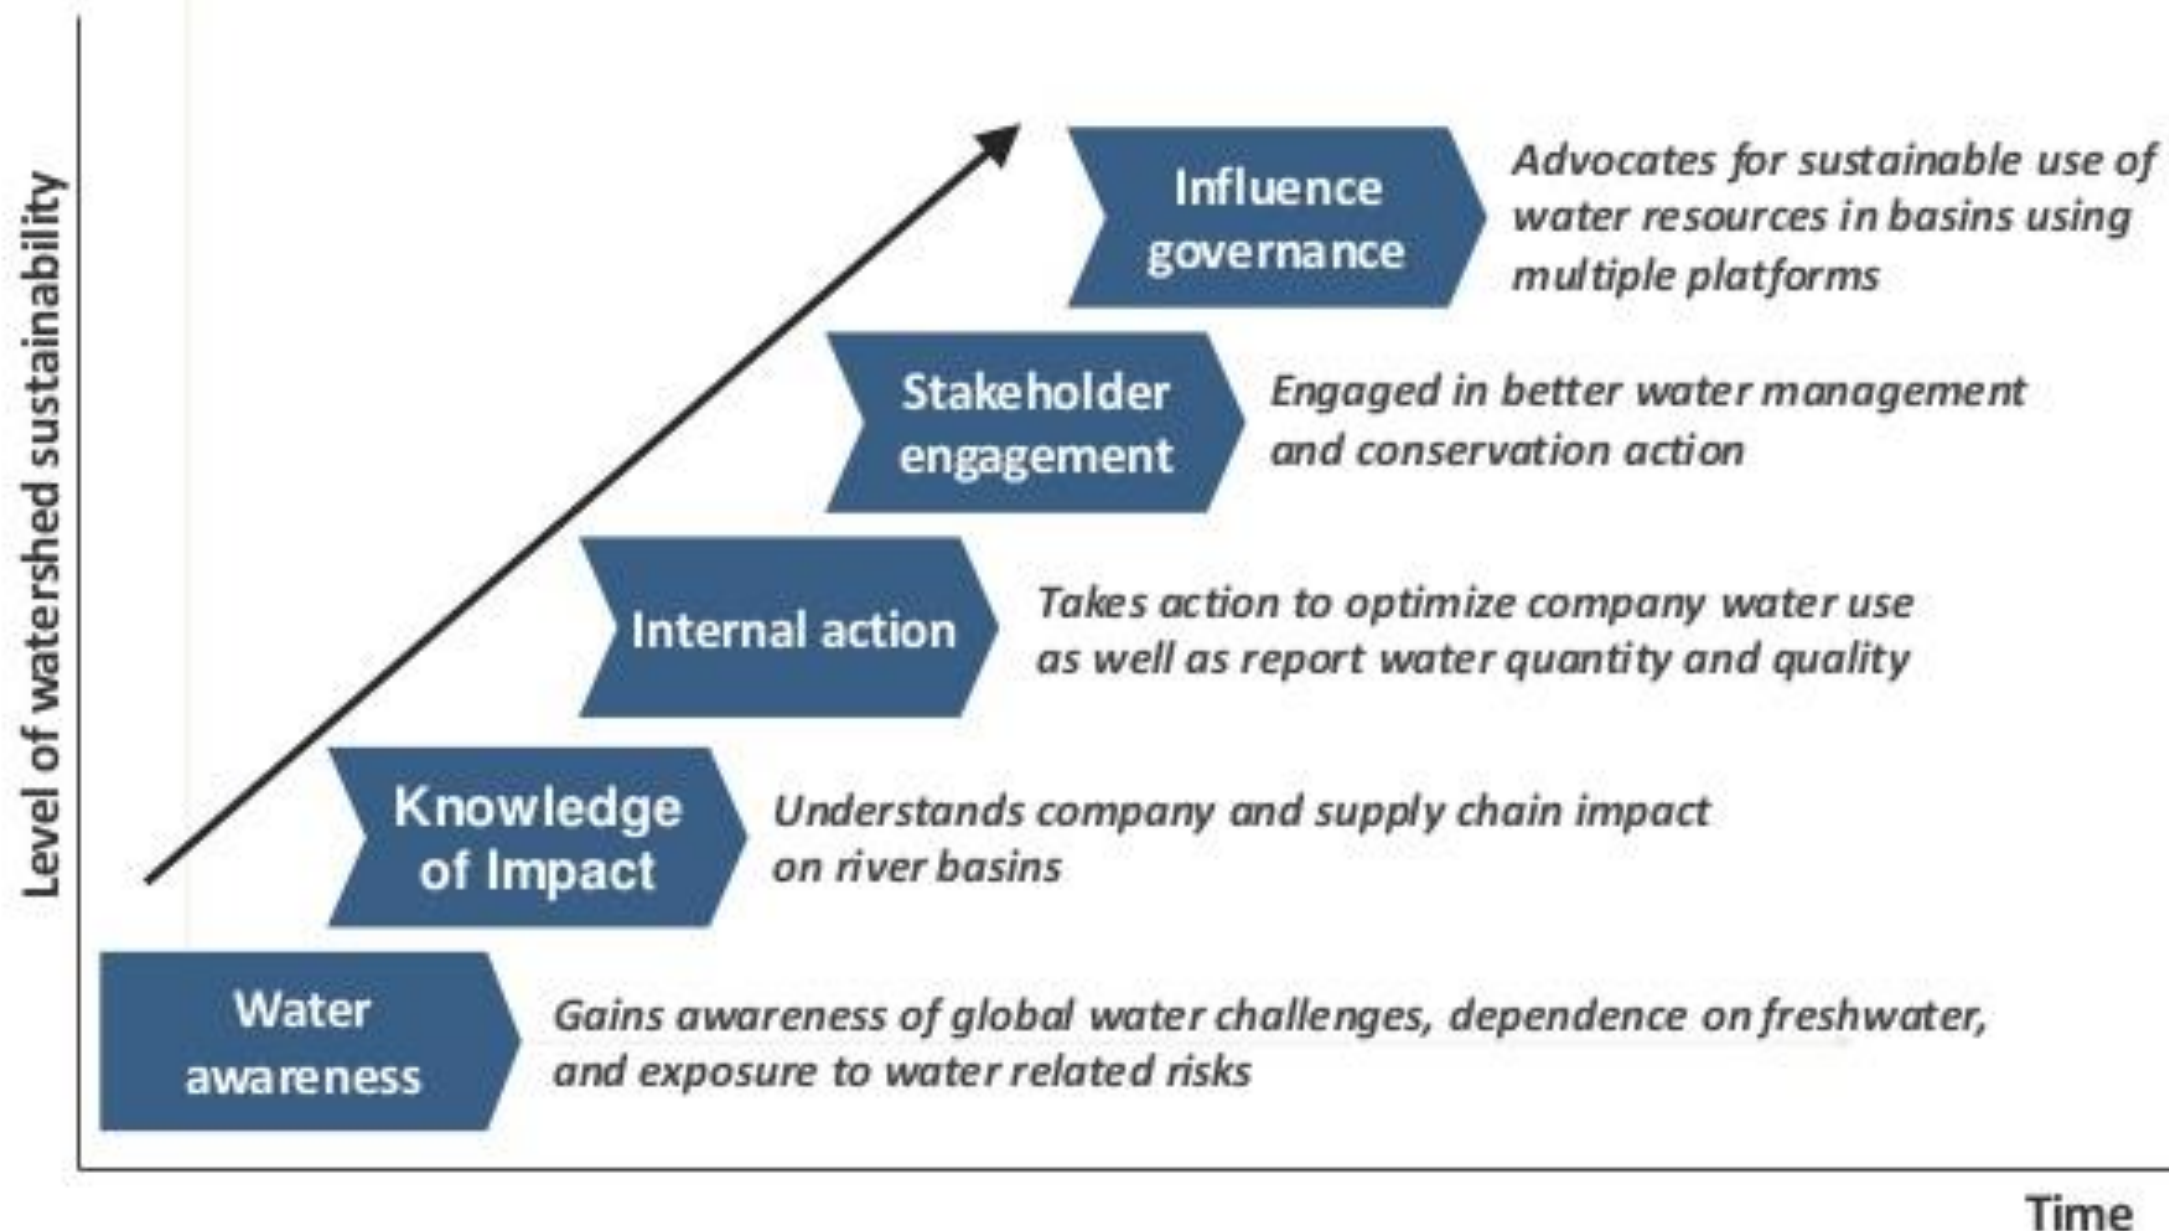 Level of watershed sustainability
Influence
governance
Advocates for sustainable use of
water resources in basins using
multiple platforms
Stakeholder
engagement
Engaged in better water management
and conservation action
Internal action
Takes action to optimize company water use
as well as report water quantity and quality
Knowledge
of Impact
Understands company and supply chain impact
on river basins
Water
awareness
Gains awareness of global water challenges, dependence on freshwater,
and exposure to water related risks
Time